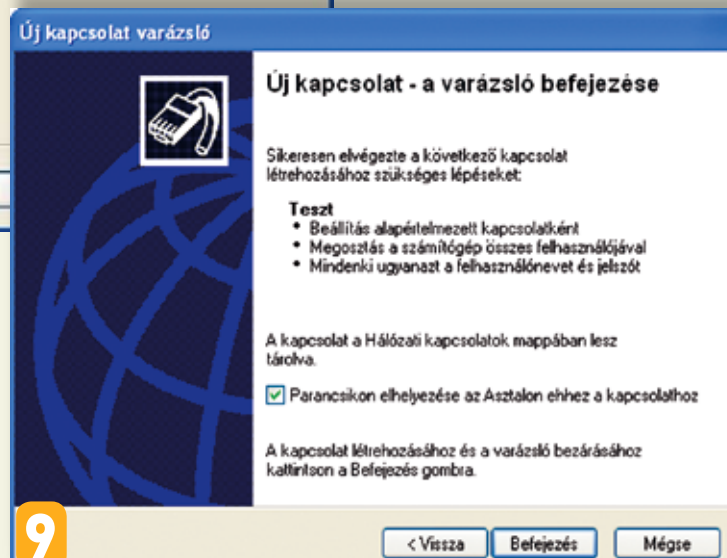 Új kapcsolat varázsló
Új kapcsolat - a varázsló befejezése
Sikeresen elvégezte a következő kapcsolat
létrehozásához szükséges lépéseket:
Teszt
• Beállítás alapértelmezett kapcsolatként
• Megosztás a számítógép összes felhasználójával
• Mindenki ugyanazt a felhasználónevet és jelszót
A kapcsolat a Hálózati kapcsolatok mappában lesz
tárolva.
Parancsikon elhelyezése az Asztalon ehhez a kapcsolathoz
A kapcsolat létrehozásához és a varázsló bezárásához
kattintson a Befejezés gombra.
9
< Vissza
Befejezés
Mégse